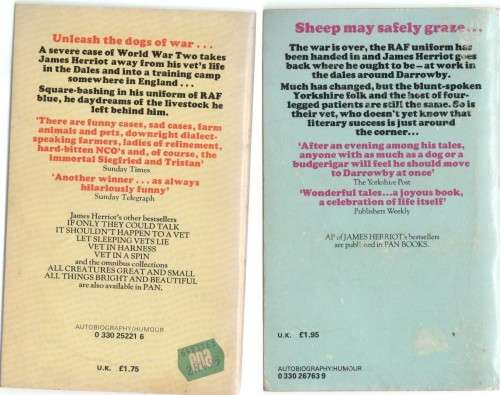 Unleash the dogs of war . . .
A severe case of World War Two takes
James Herriot away from his vet's life
in the Dales and into a training camp
somewhere in England . . .
Square-bashing in his uniform of RAF
blue, he daydreams of the livestock he
left behind him.
'There are funny cases, sad cases, farm
animals and pets, downright dialect-
speaking farmers, ladies of refinement,
hard-bitten NCO's and, of course, the
immortal Siegfried and Tristan'
Sunday Times
'Another winner . . . as always
hilariously funny'
Sunday Telegraph
James Herriot's other bestsellers
IF ONLY THEY COULD TALK
IT SHOULDN'T HAPPEN TO A VET
LET SLEEPING VETS LIE
VET IN HARNESS
VET IN A SPIN
and the omnibus collections
ALL CREATURES GREAT AND SMALL
ALL THINGS BRIGHT AND BEAUTIFUL
are also available in PAN.
AUTOBIOGRAPHY/HUMOUR
0 330 25221 6
U.K. £1.75
Sheep may safely graze...
The war is over, the RAF uniform has
been handed in and James Herriot goes
back where he ought to be – at work in
the dales around Darrowby.
Much has changed, but the blunt-spoken
Yorkshire folk and the host of four-
legged patients are still the same. So is
their vet, who doesn't yet know that
literary success is just around
the corner...
'After an evening among his tales,
anyone with as much as a dog or a
budgerigar will feel he should move
to Darrowby at once'
The Yorkshire Post
'Wonderful tales...a joyous book,
a celebration of life itself'
Publishers Weekly
All of JAMES HERRIOT's bestsellers
are published in PAN BOOKS.
U.K. £1.95
AUTOBIOGRAPHY/HUMOUR
0 330 26763 9